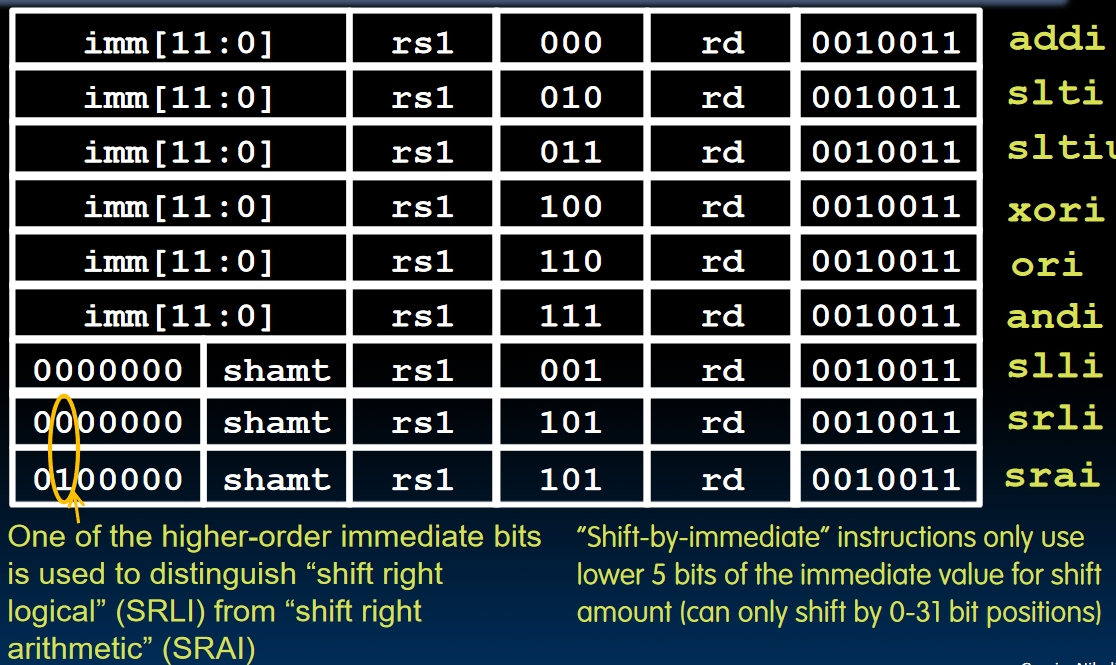 imm[11:0] rs1 000 rd 0010011 addi
imm[11:0] rs1 010 rd 0010011 slti
imm[11:0] rs1 011 rd 0010011 sltiu
imm[11:0] rs1 100 rd 0010011 xori
imm[11:0] rs1 110 rd 0010011 ori
imm[11:0] rs1 111 rd 0010011 andi
0000000 shamt rs1 001 rd 0010011 slli
0000000 shamt rs1 101 rd 0010011 srli
0100000 shamt rs1 101 rd 0010011 srai
One of the higher-order immediate bits
is used to distinguish “shift right
logical” (SRLI) from “shift right
arithmetic” (SRAI)
“Shift-by-immediate” instructions only use
lower 5 bits of the immediate value for shift
amount (can only shift by 0-31 bit positions)